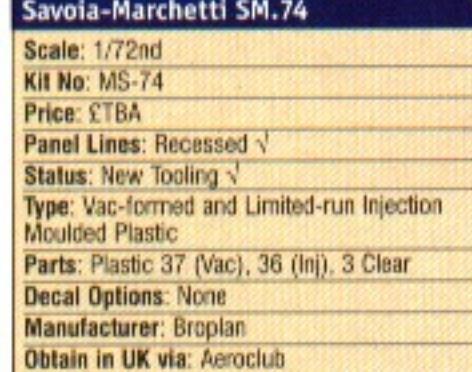 Savoia-Marchetti SM.74
Scale: 1/72nd
Kit No: MS-74
Price: £TBA
Panel Lines: Recessed √
Status: New Tooling √
Type: Vac-formed and Limited-run Injection
Moulded Plastic
Parts: Plastic 37 (Vac), 36 (Inj), 3 Clear
Decal Options: None
Manufacturer: Broplan
Obtain in UK via: Aeroclub